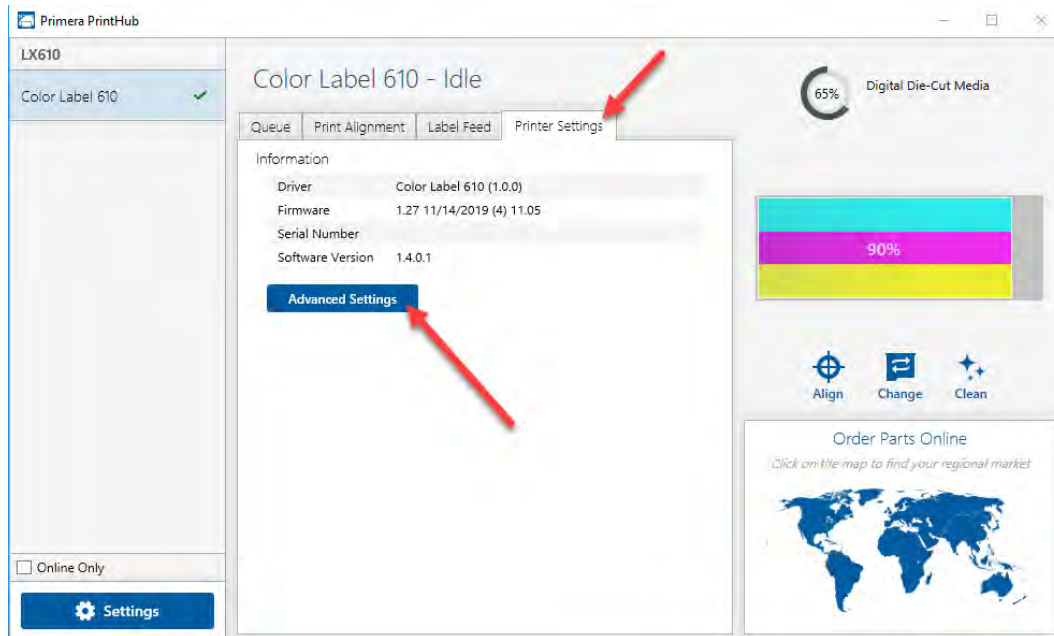 Primera PrintHub
LX610
Color Label 610
Color Label 610 - Idle
Queue
Print Alignment
Label Feed
Printer Settings
Information
Driver Color Label 610 (1.0.0)
Firmware 1.27 11/14/2019 (4) 11.05
Serial Number
Software Version 1.4.0.1
Advanced Settings
65%
Digital Die-Cut Media
90%
Align
Change
Clean
Order Parts Online
Click on the map to find your regional market
Online Only
Settings